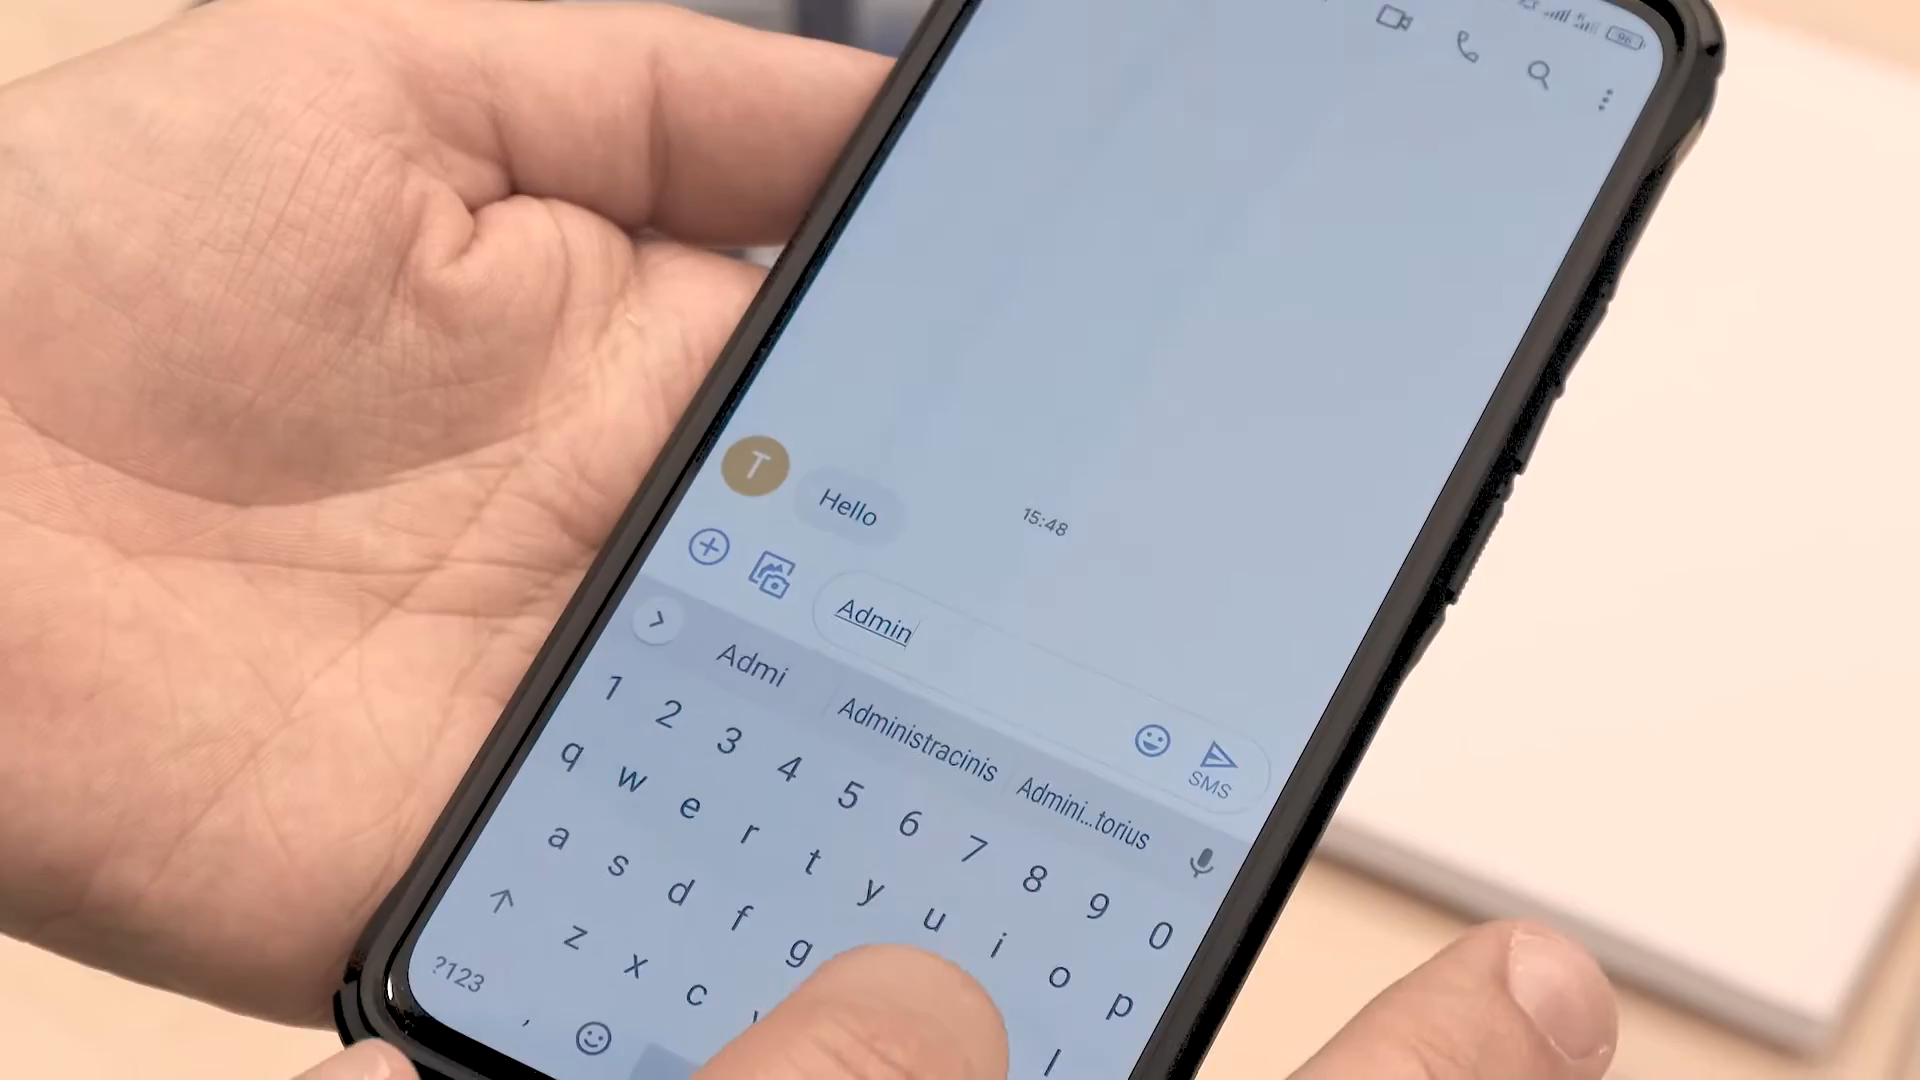 96
T
Hello
15:48
Admin
SMS
Admi
Administracinis
Admini...torius
1 2 3 4 5 6 7 8 9 0
q w e r t y u i o p
a s d f g l
z x c
?123 ,